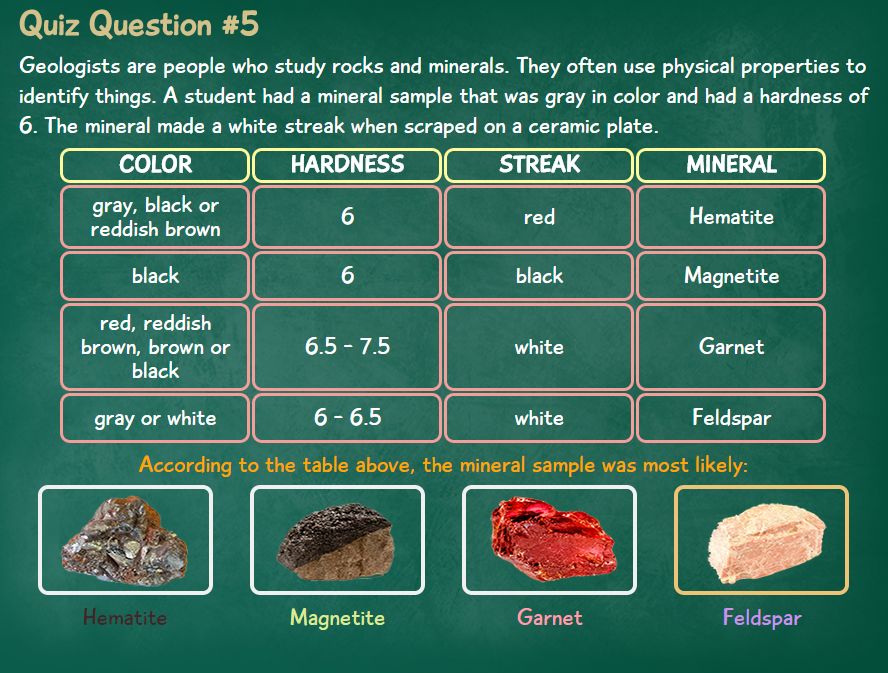 Quiz Question #5
Geologists are people who study rocks and minerals. They often use physical properties to
identify things. A student had a mineral sample that was gray in color and had a hardness of
6. The mineral made a white streak when scraped on a ceramic plate.
COLOR HARDNESS STREAK MINERAL
gray, black or
reddish brown
6
red
Hematite
black 6 black Magnetite
red, reddish
brown, brown or
black
6.5 - 7.5
white
Garnet
gray or white 6 - 6.5 white Feldspar
According to the table above, the mineral sample was most likely:
Hematite Magnetite Garnet Feldspar